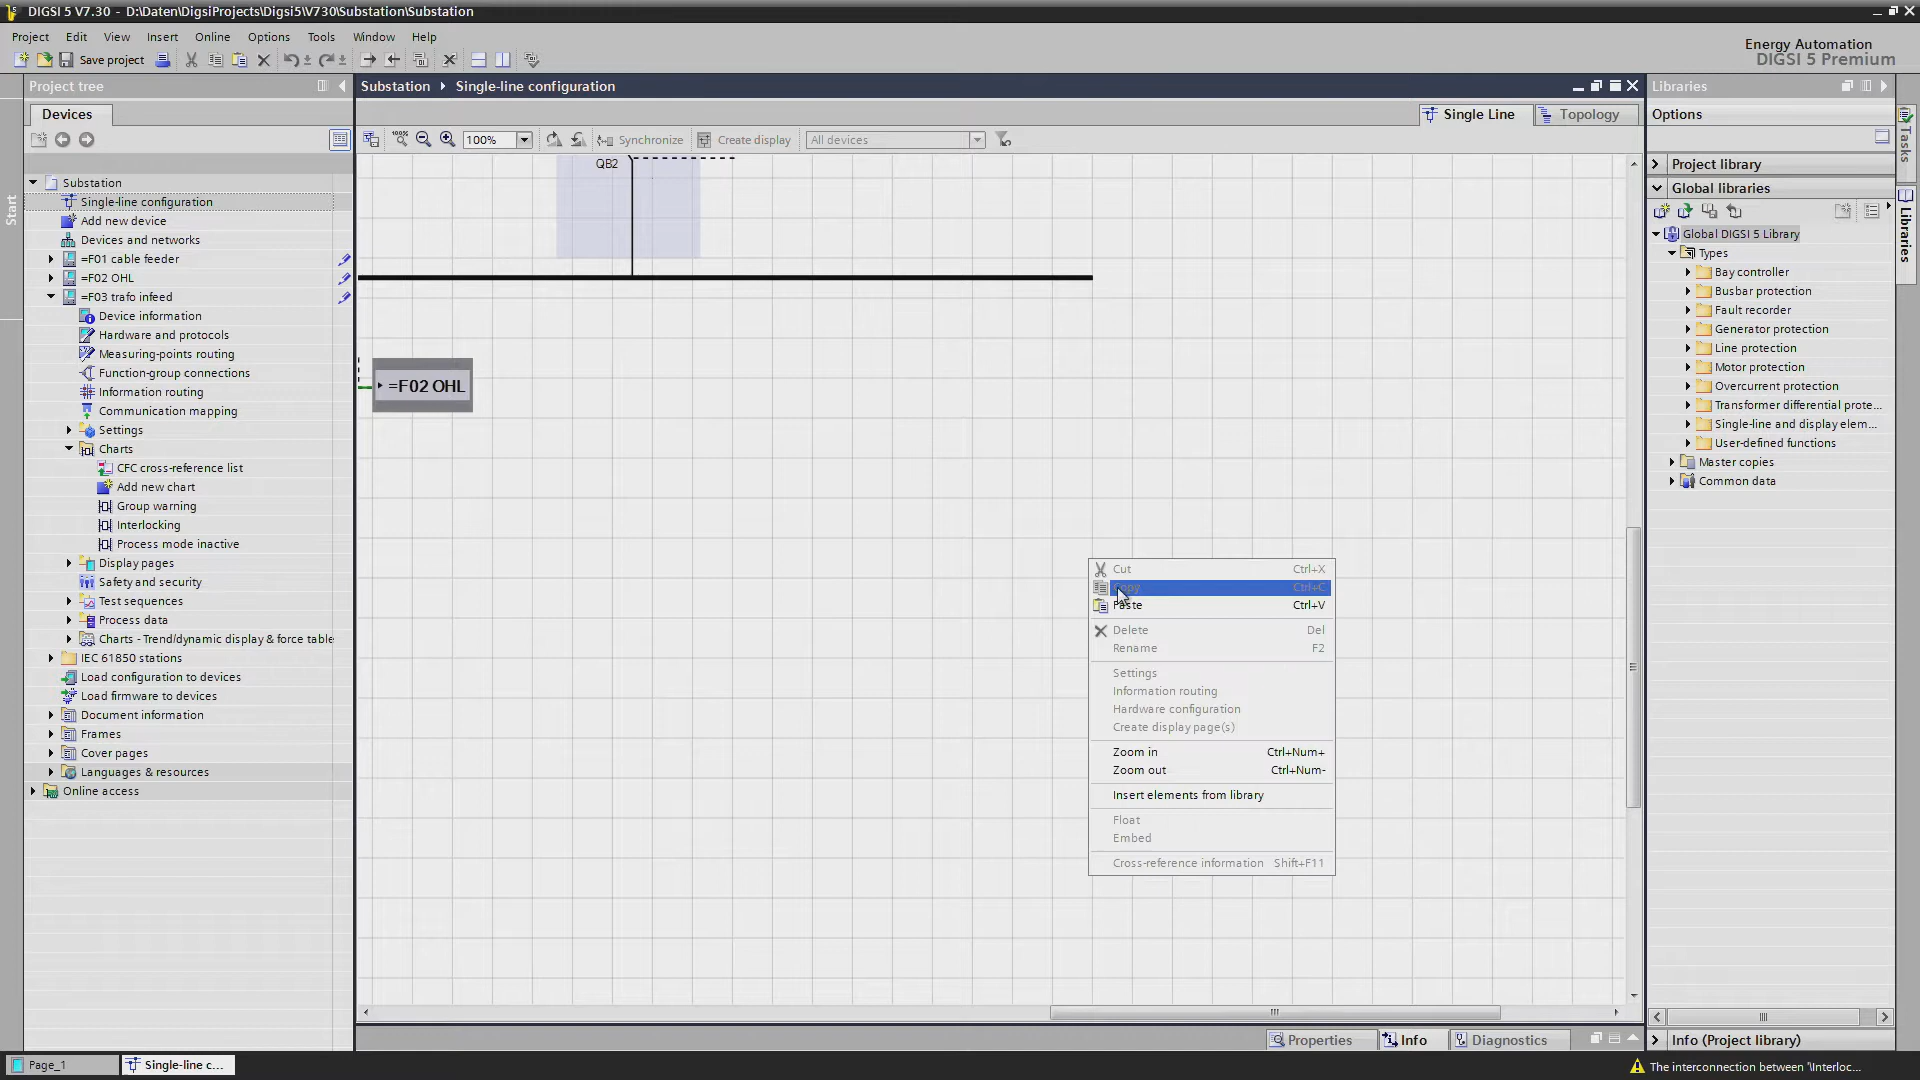 DIGSI 5 V7.30 - D:\Daten\DigsiProjects\Digsi5\V730\Substation\Substation
Project Edit View Insert Online Options Tools Window Help
Save project
Energy Automation
DIGSI 5 Premium
Project tree
Devices
Start
Substation
Single-line configuration
Add new device
Devices and networks
=F01 cable feeder
=F02 OHL
=F03 trafo infeed
Device information
Hardware and protocols
Measuring-points routing
Function-group connections
Information routing
Communication mapping
Settings
Charts
CFC cross-reference list
Add new chart
Group warning
Interlocking
Process mode inactive
Display pages
Safety and security
Test sequences
Process data
Charts - Trend/dynamic display & force table
IEC 61850 stations
Load configuration to devices
Load firmware to devices
Document information
Frames
Cover pages
Languages & resources
Online access
Substation Single-line configuration
Single Line Topology
100% 100% Synchronize Create display All devices
QB2
=F02 OHL
Cut Ctrl+X
Copy Ctrl+C
Paste Ctrl+V
Delete Del
Rename F2
Settings
Information routing
Hardware configuration
Create display page(s)
Zoom in Ctrl+Num+
Zoom out Ctrl+Num-
Insert elements from library
Float
Embed
Cross-reference information Shift+F11
Properties Info Diagnostics
Libraries
Options
Project library
Global libraries
Global DIGSI 5 Library
Types
Bay controller
Busbar protection
Fault recorder
Generator protection
Line protection
Motor protection
Overcurrent protection
Transformer differential prote...
Single-line and display elem...
User-defined functions
Master copies
Common data
Info (Project library)
Tasks
Libraries
Page_1 Single-line c...
The interconnection between '\Interloc...